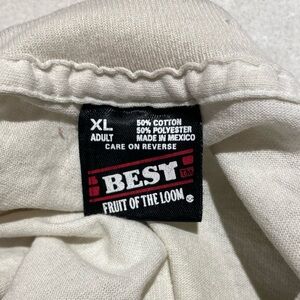 XL
ADULT
50% COTTON
50% POLYESTER
MADE IN MEXICO
CARE ON REVERSE
BEST
FRUIT OF THE LOOM ®